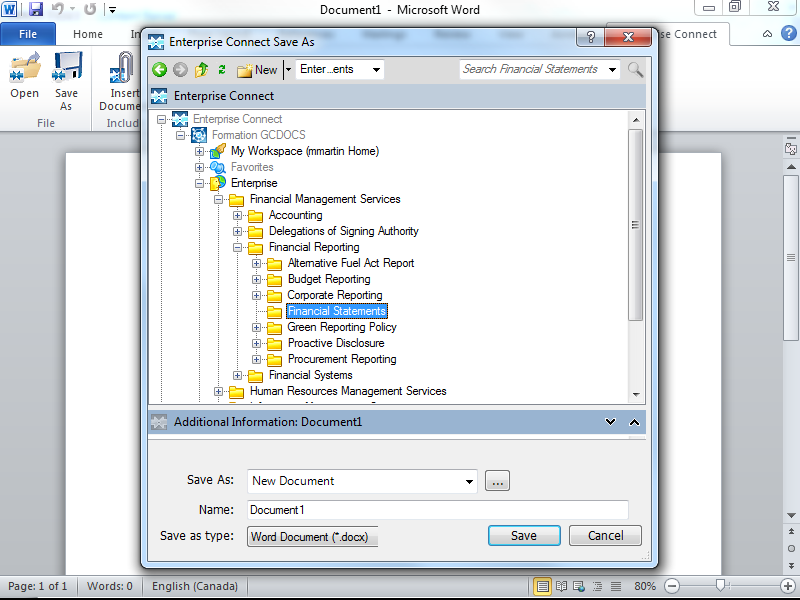 Document1 - Microsoft Word
File
Home
Enterprise Connect Save As
se Connect
Open
Save As
Insert
Docume
File
Includ
New
Enter...ents
Search Financial Statements
Enterprise Connect
Enterprise Connect
Formation GCDOCS
My Workspace (mmartin Home)
Favorites
Enterprise
Financial Management Services
Accounting
Delegations of Signing Authority
Financial Reporting
Alternative Fuel Act Report
Budget Reporting
Corporate Reporting
Financial Statements
Green Reporting Policy
Proactive Disclosure
Procurement Reporting
Financial Systems
Human Resources Management Services
Additional Information: Document1
Save As:
New Document
...
Name:
Document1
Save as type:
Word Document (*.docx)
Save
Cancel
Page: 1 of 1
Words: 0
English (Canada)
80%